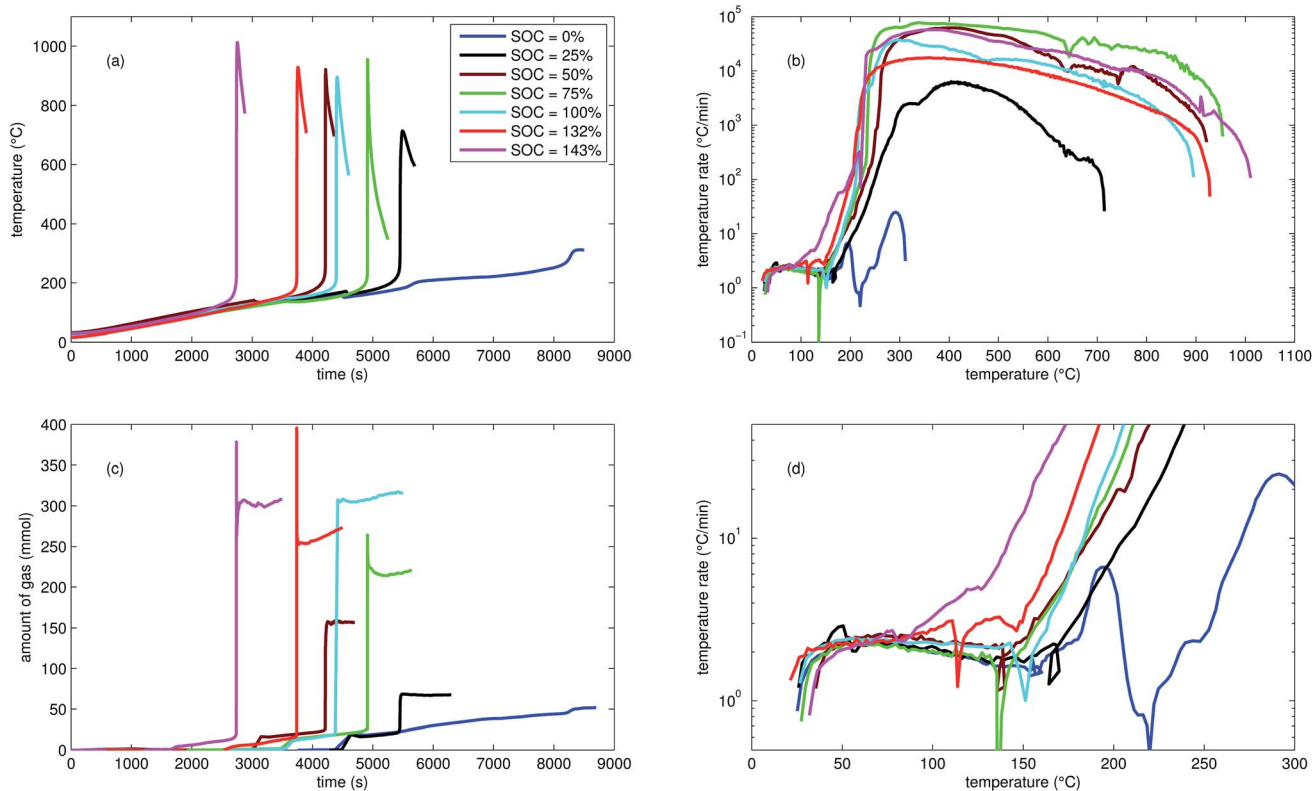 (a)
temperature (°C)
1000
800
600
400
200
0
0 1000 2000 3000 4000 5000 6000 7000 8000 9000
time (s)
SOC = 0%
SOC = 25%
SOC = 50%
SOC = 75%
SOC = 100%
SOC = 132%
SOC = 143%
(b)
temperature rate (°C/min)
10^5
10^4
10^3
10^2
10^1
10^0
10^-1
0 100 200 300 400 500 600 700 800 900 1000 1100
temperature (°C)
(c)
amount of gas (mmol)
400
350
300
250
200
150
100
50
0
0 1000 2000 3000 4000 5000 6000 7000 8000 9000
time (s)
(d)
temperature rate (°C/min)
10^1
10^0
0 50 100 150 200 250 300
temperature (°C)